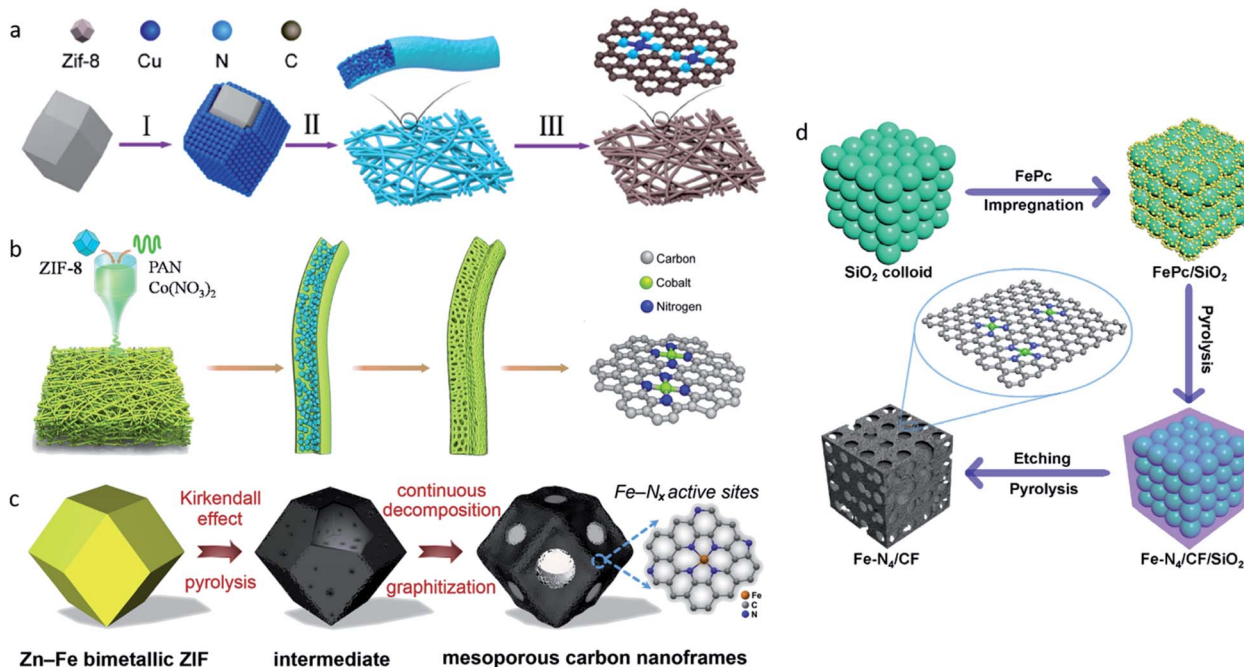 a
Zif-8
Cu
N
C
I
II
III
b
ZIF-8
PAN
Co(NO₃)₂
Carbon
Cobalt
Nitrogen
c
Kirkendall
effect
pyrolysis
continuous
decomposition
graphitization
Fe–Nₓ active sites
Fe
C
N
Zn–Fe bimetallic ZIF
intermediate
mesoporous carbon nanoframes
d
SiO₂ colloid
FePc
Impregnation
FePc/SiO₂
Pyrolysis
Fe-N₄/CF/SiO₂
Etching
Pyrolysis
Fe-N₄/CF